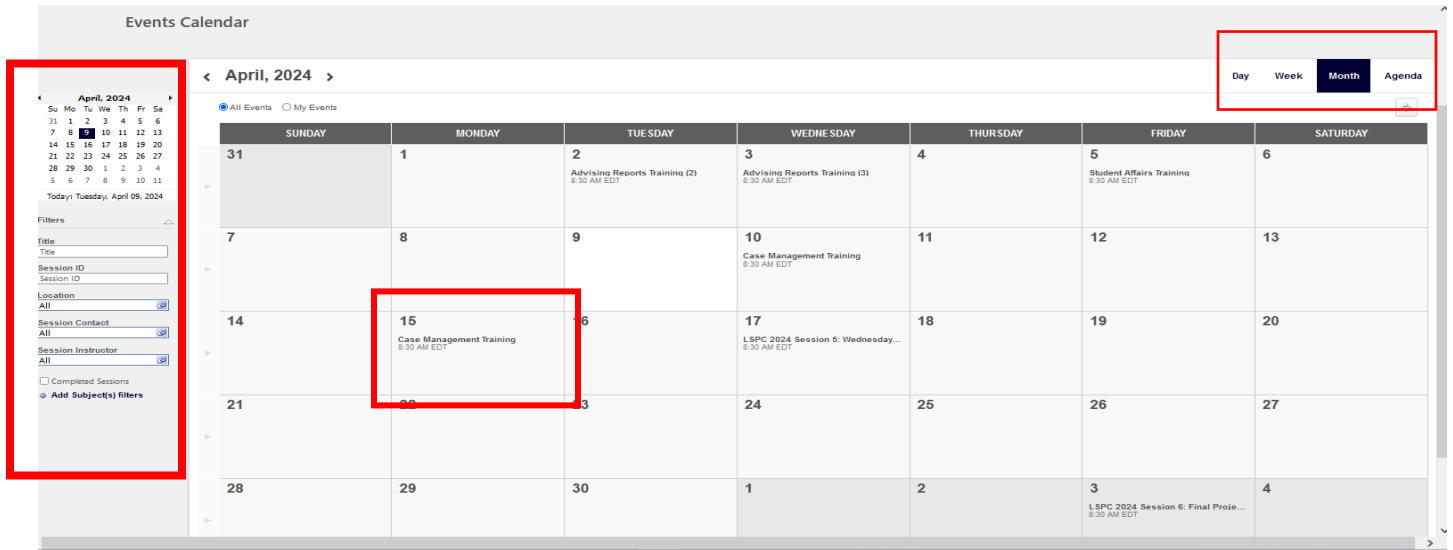 Events Calendar
April, 2024
Su Mo Tu We Th Fr Sa
31 1 2 3 4 5 6
7 8 9 10 11 12 13
14 15 16 17 18 19 20
21 22 23 24 25 26 27
28 29 30 1 2 3 4
5 6 7 8 9 10 11
Today: Tuesday, April 09, 2024
Filters
Title
Title
Session ID
Session ID
Location
All
Session Contact
All
Session Instructor
All
Completed Sessions
Add Subject(s) filters
April, 2024
Day Week Month Agenda
All Events My Events
SUNDAY MONDAY TUESDAY WEDNESDAY THURSDAY FRIDAY SATURDAY
31 1 2 3 4 5 6
Advising Reports Training (2) Advising Reports Training (3) Student Affairs Training
8:30 AM EDT 8:30 AM EDT 8:30 AM EDT
7 8 9 10 11 12 13
Case Management Training
8:30 AM EDT
14 15 16 17 18 19 20
Case Management Training LSPC 2024 Session 5: Wednesday...
8:30 AM EDT 8:30 AM EDT
21 22 23 24 25 26 27
28 29 30 1 2 3 4
LSPC 2024 Session 6: Final Proje...
8:30 AM EDT